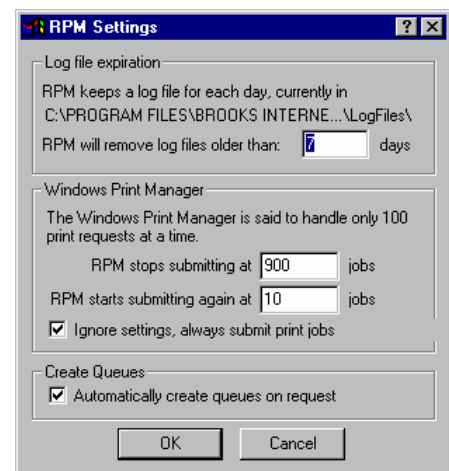 RPM Settings
Log file expiration
RPM keeps a log file for each day, currently in
C:\PROGRAM FILES\BROOKS INTERNE...\LogFiles\
RPM will remove log files older than: 7 days
Windows Print Manager
The Windows Print Manager is said to handle only 100
print requests at a time.
RPM stops submitting at 900 jobs
RPM starts submitting again at 10 jobs
Ignore settings, always submit print jobs
Create Queues
Automatically create queues on request
OK Cancel